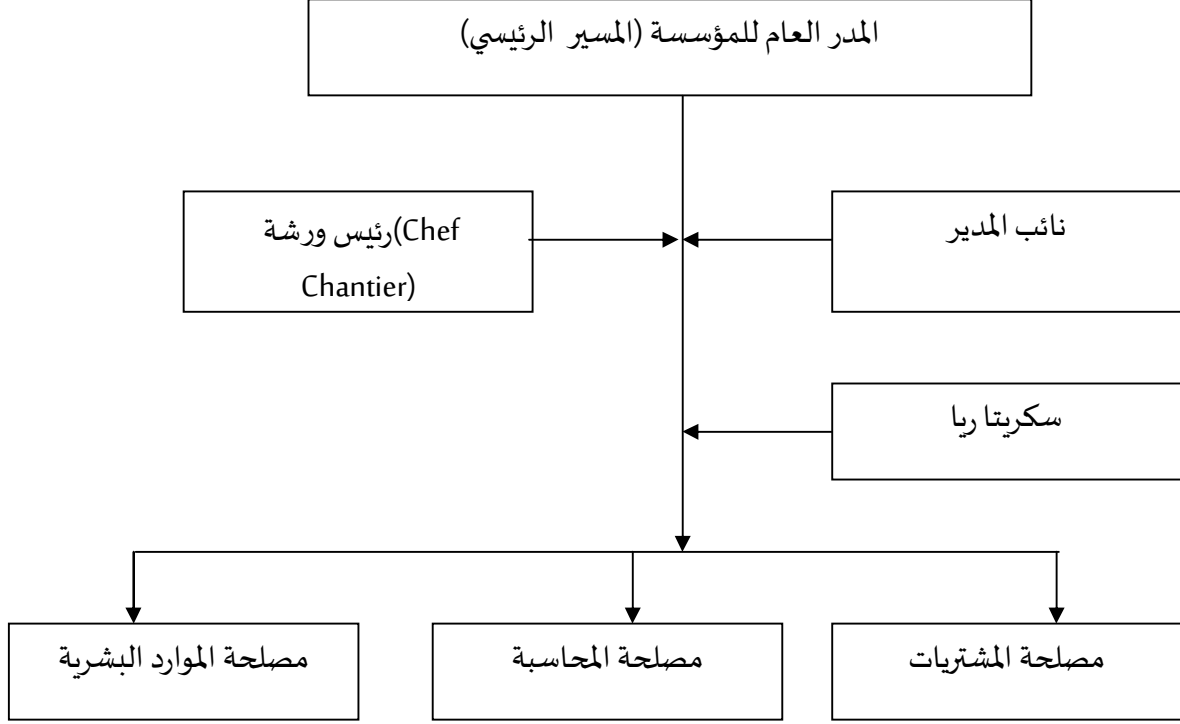 المدر العام للمؤسسة (المسير الرئيسي)
نائب المدير
رئيس ورشة(Chef
Chantier)
سكريتا ريا
مصلحة المشتريات
مصلحة المحاسبة
مصلحة الموارد البشرية